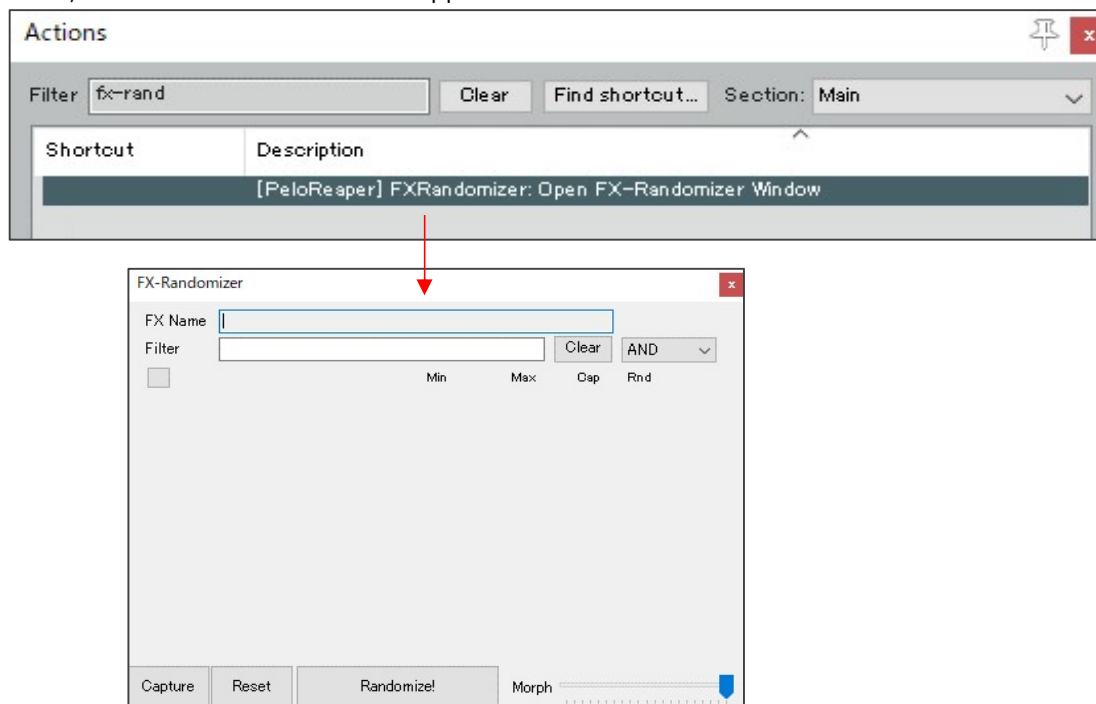 Actions
Filter fx-rand Clear Find shortcut... Section: Main
Shortcut Description
[PeloReaper] FXRandomizer: Open FX-Randomizer Window
FX-Randomizer
FX Name
Filter Clear AND
Min Max Cap Rnd
Capture Reset Randomize! Morph